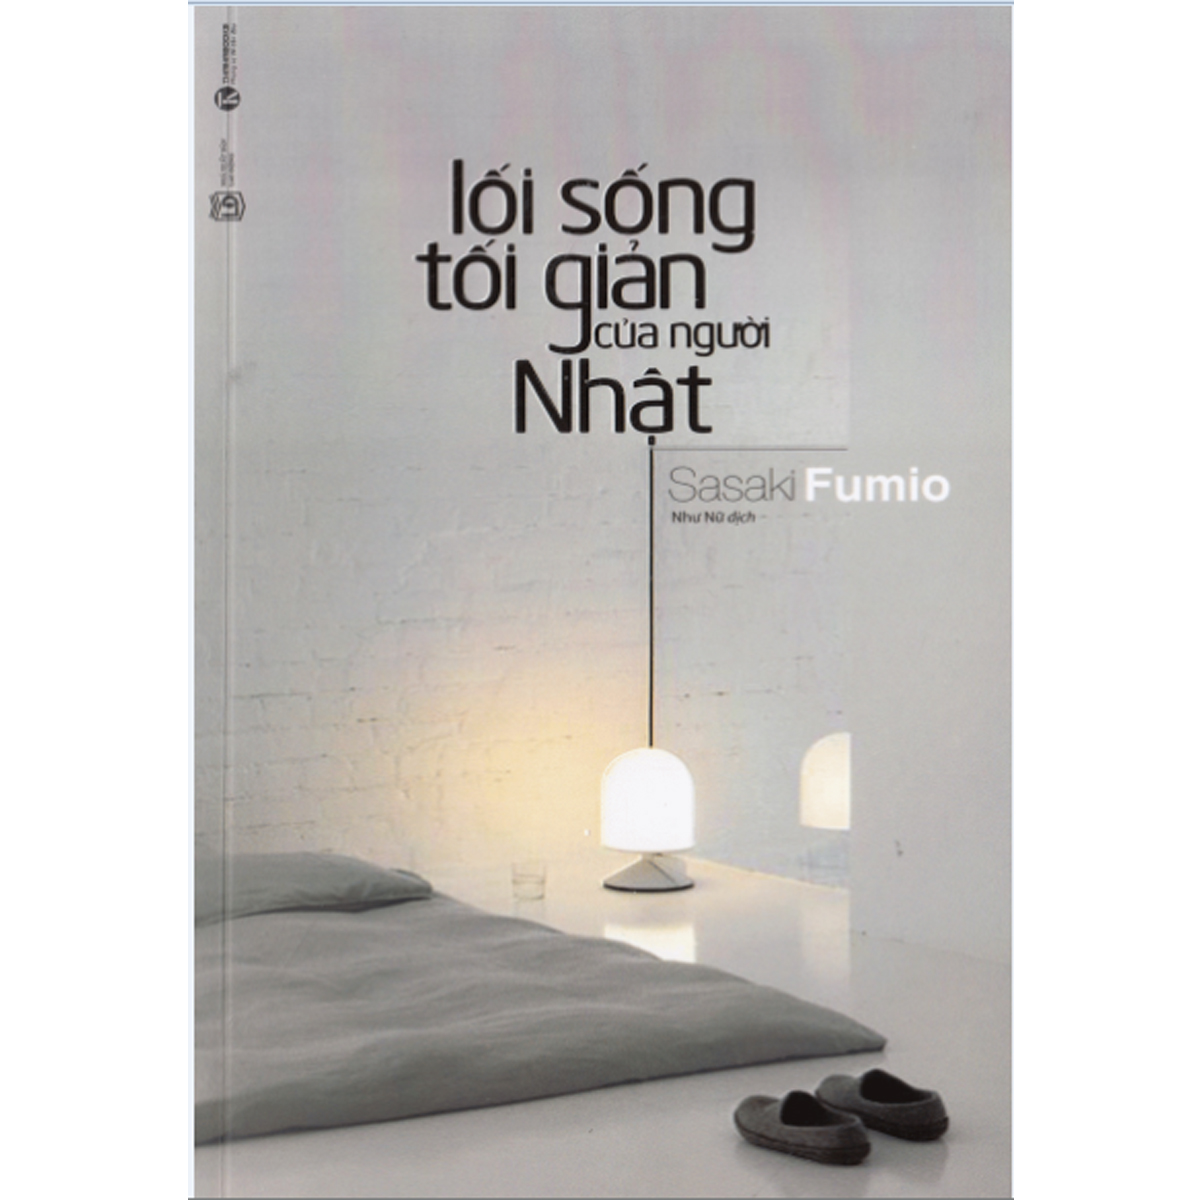 lối sống
tối giản
của người
Nhật
Sasaki Fumio
Như Nữ dịch